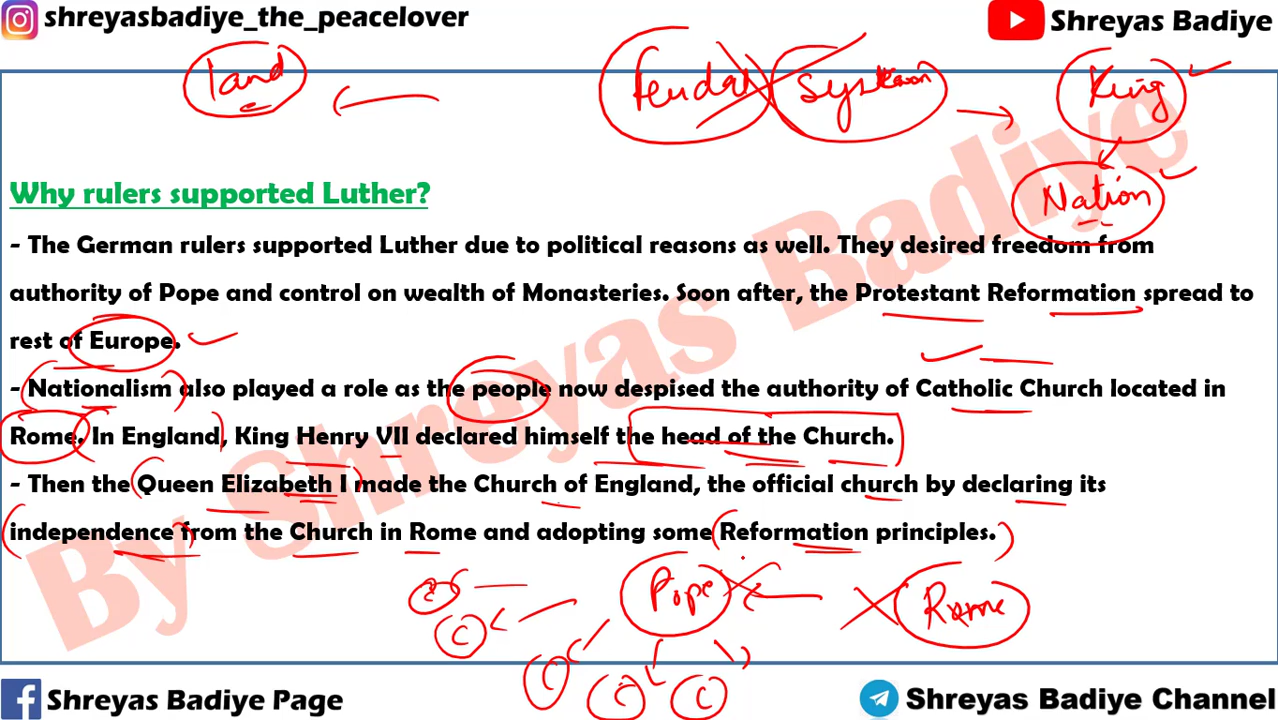 shreyasbadiye_the_peacelover
Shreyas Badiye
land
feudal system
King
Nation
Why rulers supported Luther?
- The German rulers supported Luther due to political reasons as well. They desired freedom from
authority of Pope and control on wealth of Monasteries. Soon after, the Protestant Reformation spread to
rest of Europe.
- Nationalism also played a role as the people now despised the authority of Catholic Church located in
Rome. In England, King Henry VII declared himself the head of the Church.
- Then the Queen Elizabeth I made the Church of England, the official church by declaring its
independence from the Church in Rome and adopting some Reformation principles.
By Shreyas Badiye
Pope
Rome
C
C
C
C
Shreyas Badiye Page
Shreyas Badiye Channel